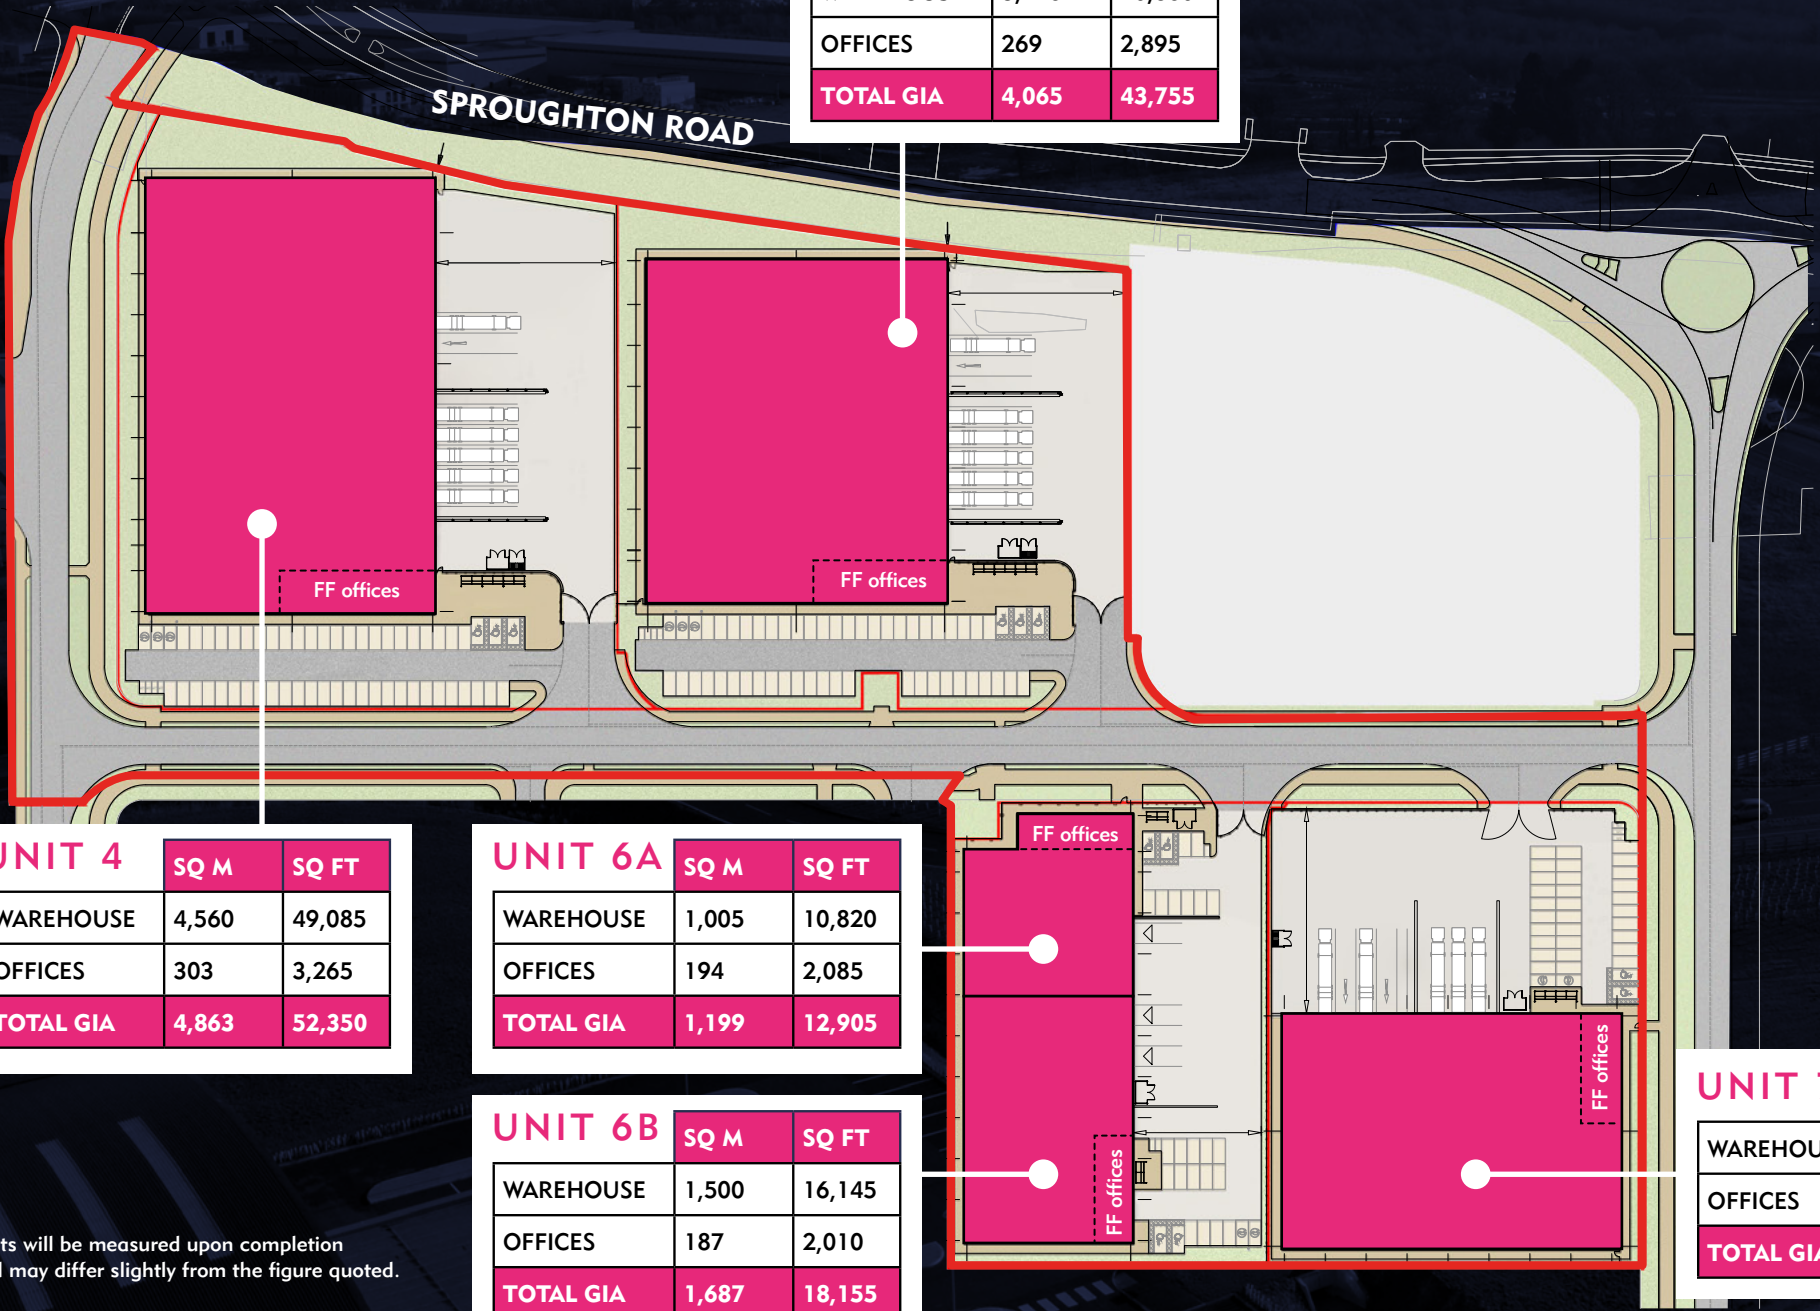 OFFICES 269 2,895
TOTAL GIA 4,065 43,755
SPROUGHTON ROAD
FF offices
FF offices
UNIT 4 SQ M SQ FT
WAREHOUSE 4,560 49,085
OFFICES 303 3,265
TOTAL GIA 4,863 52,350
UNIT 6A SQ M SQ FT
WAREHOUSE 1,005 10,820
OFFICES 194 2,085
TOTAL GIA 1,199 12,905
FF offices
UNIT 6B SQ M SQ FT
WAREHOUSE 1,500 16,145
OFFICES 187 2,010
TOTAL GIA 1,687 18,155
FF offices
FF offices
UNIT
WAREHOU
OFFICES
TOTAL GIA
ts will be measured upon completion
may differ slightly from the figure quoted.